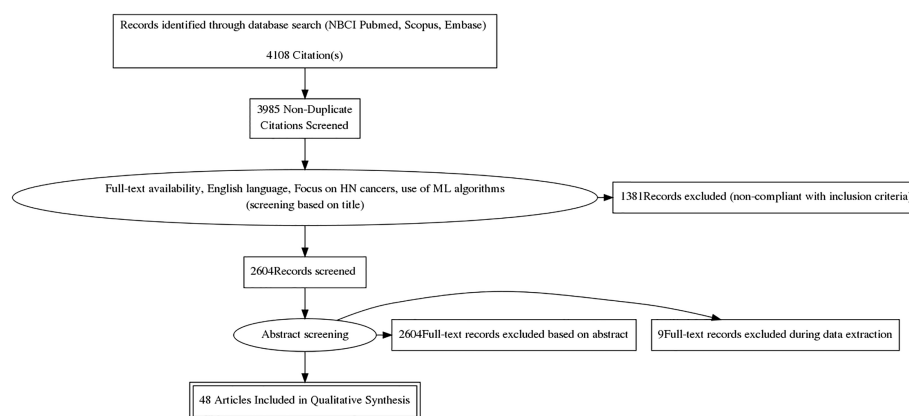 Records identified through database search (NBCI Pubmed, Scopus, Embase)
4108 Citation(s)
3985 Non-Duplicate
Citations Screened
Full-text availability, English language, Focus on HN cancers, use of ML algorithms
(screening based on title)
1381Records excluded (non-compliant with inclusion criteria)
2604Records screened
Abstract screening
2604Full-text records excluded based on abstract
9Full-text records excluded during data extraction
48 Articles Included in Qualitative Synthesis